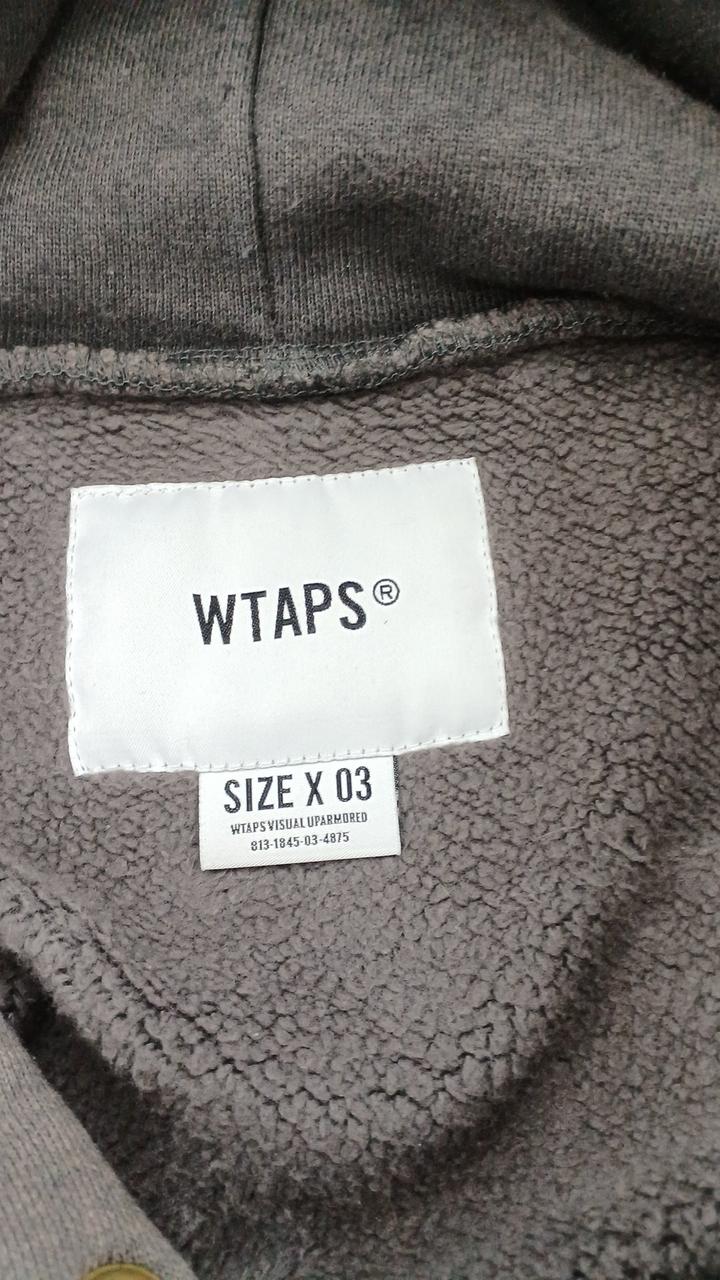 WTAPS®
SIZE X 03
WTAPS VISUAL UPARMORED
813-1845-03-4875